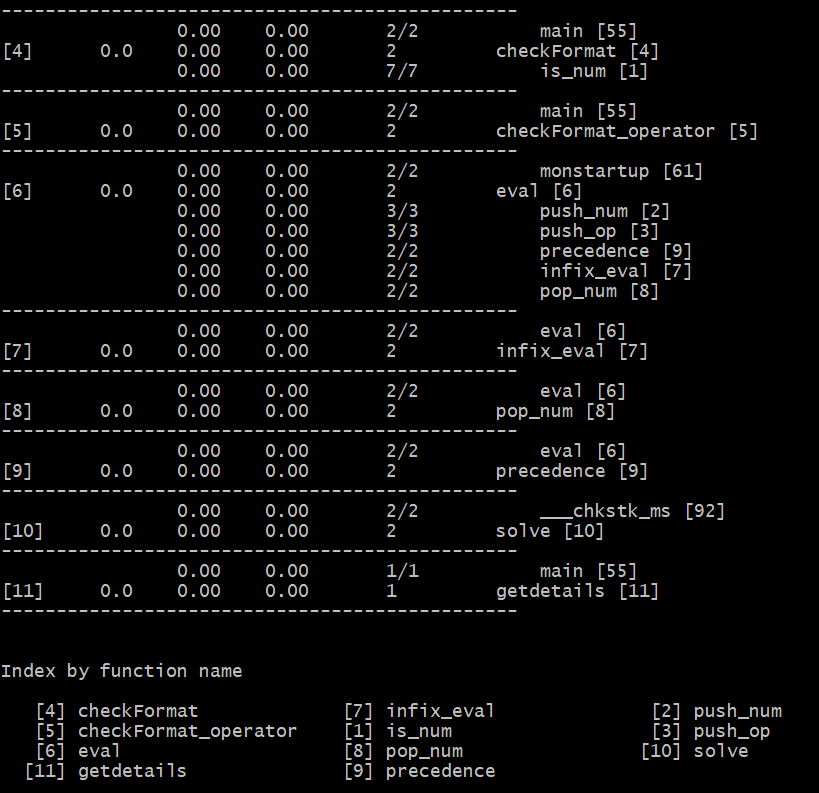 -----------------------------------------------
                0.00    0.00       2/2           main [55]
[4]      0.0    0.00    0.00       2         checkFormat [4]
                0.00    0.00       7/7           is_num [1]
-----------------------------------------------
                0.00    0.00       2/2           main [55]
[5]      0.0    0.00    0.00       2         checkFormat_operator [5]
-----------------------------------------------
                0.00    0.00       2/2           monstartup [61]
[6]      0.0    0.00    0.00       2         eval [6]
                0.00    0.00       3/3           push_num [2]
                0.00    0.00       3/3           push_op [3]
                0.00    0.00       2/2           precedence [9]
                0.00    0.00       2/2           infix_eval [7]
                0.00    0.00       2/2           pop_num [8]
-----------------------------------------------
                0.00    0.00       2/2           eval [6]
[7]      0.0    0.00    0.00       2         infix_eval [7]
-----------------------------------------------
                0.00    0.00       2/2           eval [6]
[8]      0.0    0.00    0.00       2         pop_num [8]
-----------------------------------------------
                0.00    0.00       2/2           eval [6]
[9]      0.0    0.00    0.00       2         precedence [9]
-----------------------------------------------
                0.00    0.00       2/2           ___chkstk_ms [92]
[10]     0.0    0.00    0.00       2         solve [10]
-----------------------------------------------
                0.00    0.00       1/1           main [55]
[11]     0.0    0.00    0.00       1         getdetails [11]
-----------------------------------------------
Index by function name
   [4] checkFormat             [7] infix_eval              [2] push_num
   [5] checkFormat_operator    [1] is_num                  [3] push_op
   [6] eval                    [8] pop_num                [10] solve
  [11] getdetails              [9] precedence